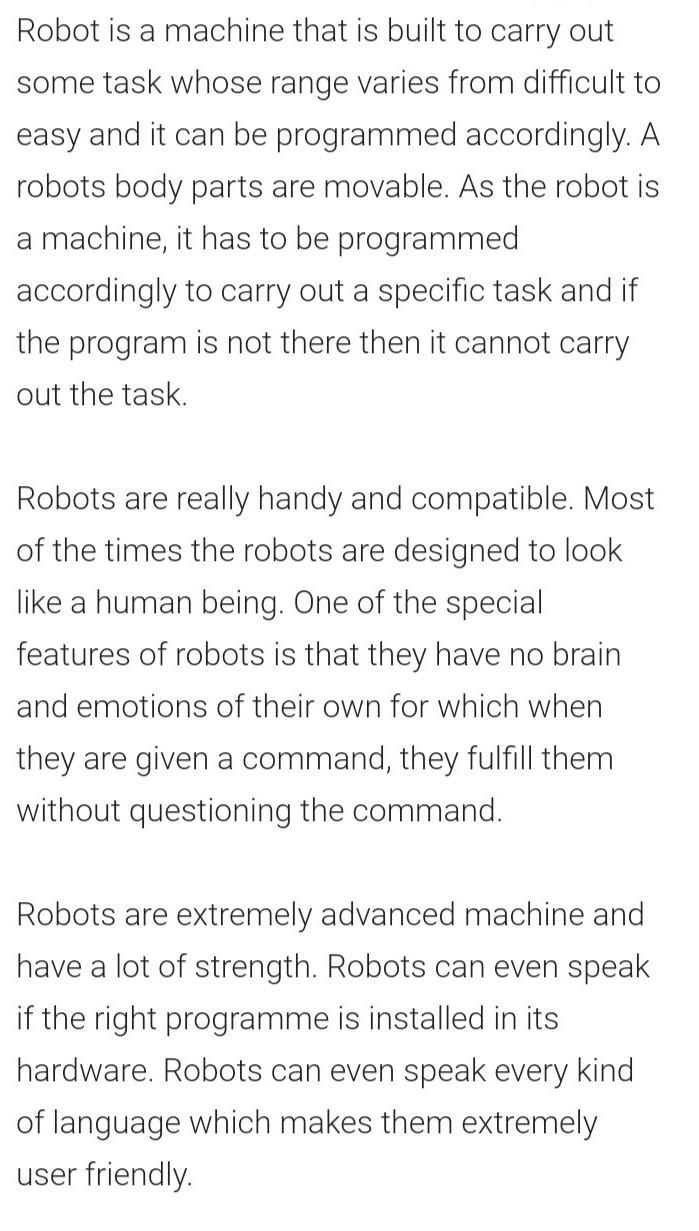 Robot is a machine that is built to carry out
some task whose range varies from difficult to
easy and it can be programmed accordingly. A
robots body parts are movable. As the robot is
a machine, it has to be programmed
accordingly to carry out a specific task and if
the program is not there then it cannot carry
out the task.
Robots are really handy and compatible. Most
of the times the robots are designed to look
like a human being. One of the special
features of robots is that they have no brain
and emotions of their own for which when
they are given a command, they fulfill them
without questioning the command.
Robots are extremely advanced machine and
have a lot of strength. Robots can even speak
if the right programme is installed in its
hardware. Robots can even speak every kind
of language which makes them extremely
user friendly.